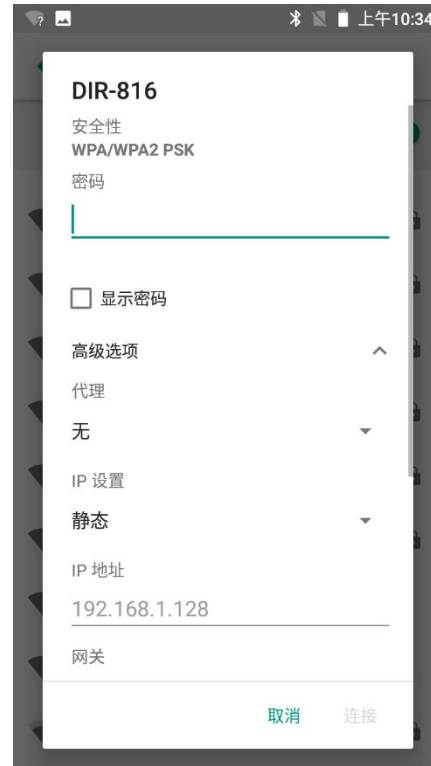 上午10:34
DIR-816
安全性
WPA/WPA2 PSK
密码
显示密码
高级选项
代理
无
IP 设置
静态
IP 地址
192.168.1.128
网关
取消
连接